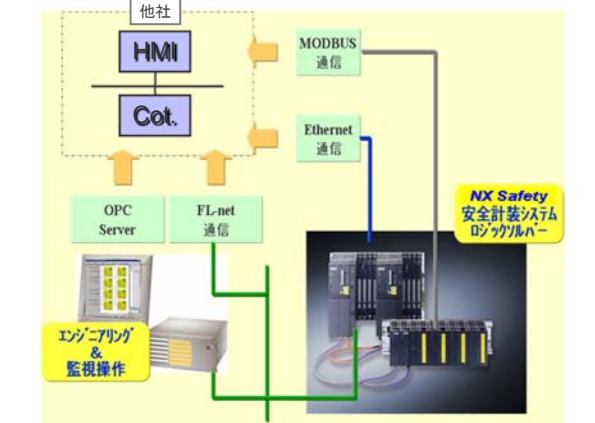 他社
HMI
Cot.
MODBUS
通信
Ethernet
通信
OPC
Server
FL-net
通信
NX Safety
安全計装システム
ロジックソルバー
エンジニアリング
&
監視操作